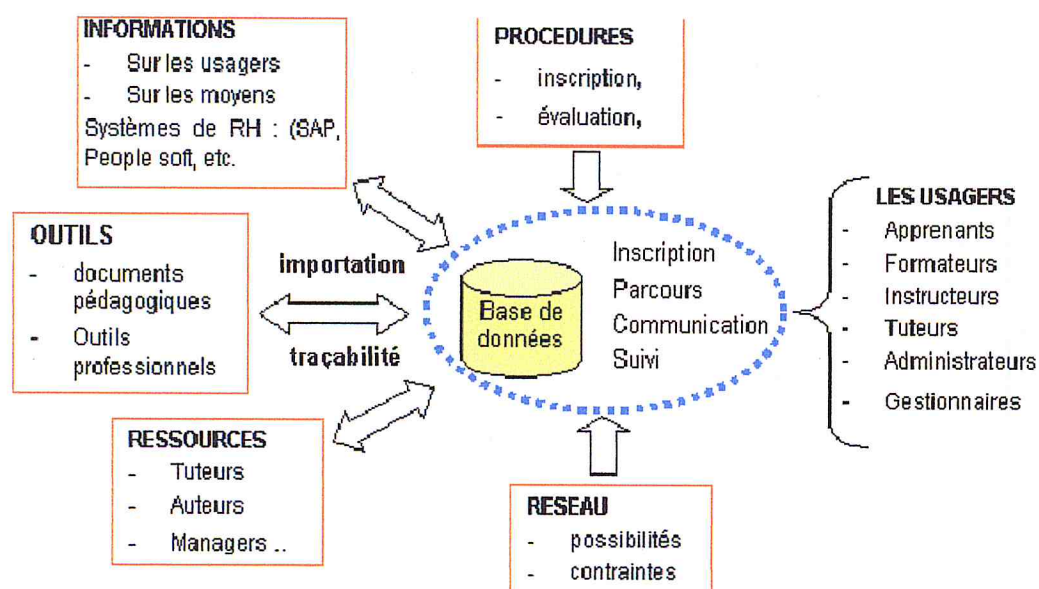 INFORMATIONS
- Sur les usagers
- Sur les moyens
Systèmes de RH : (SAP,
People soft, etc.
PROCEDURES
- inscription,
- évaluation,
OUTILS
- documents
pédagogiques
- Outils
professionnels
importation
traçabilité
Base de
données
Inscription
Parcours
Communication
Suivi
LES USAGERS
- Apprenants
- Formateurs
- Instructeurs
- Tuteurs
- Administrateurs
- Gestionnaires
RESSOURCES
- Tuteurs
- Auteurs
- Managers ..
RESEAU
- possibilités
- contraintes